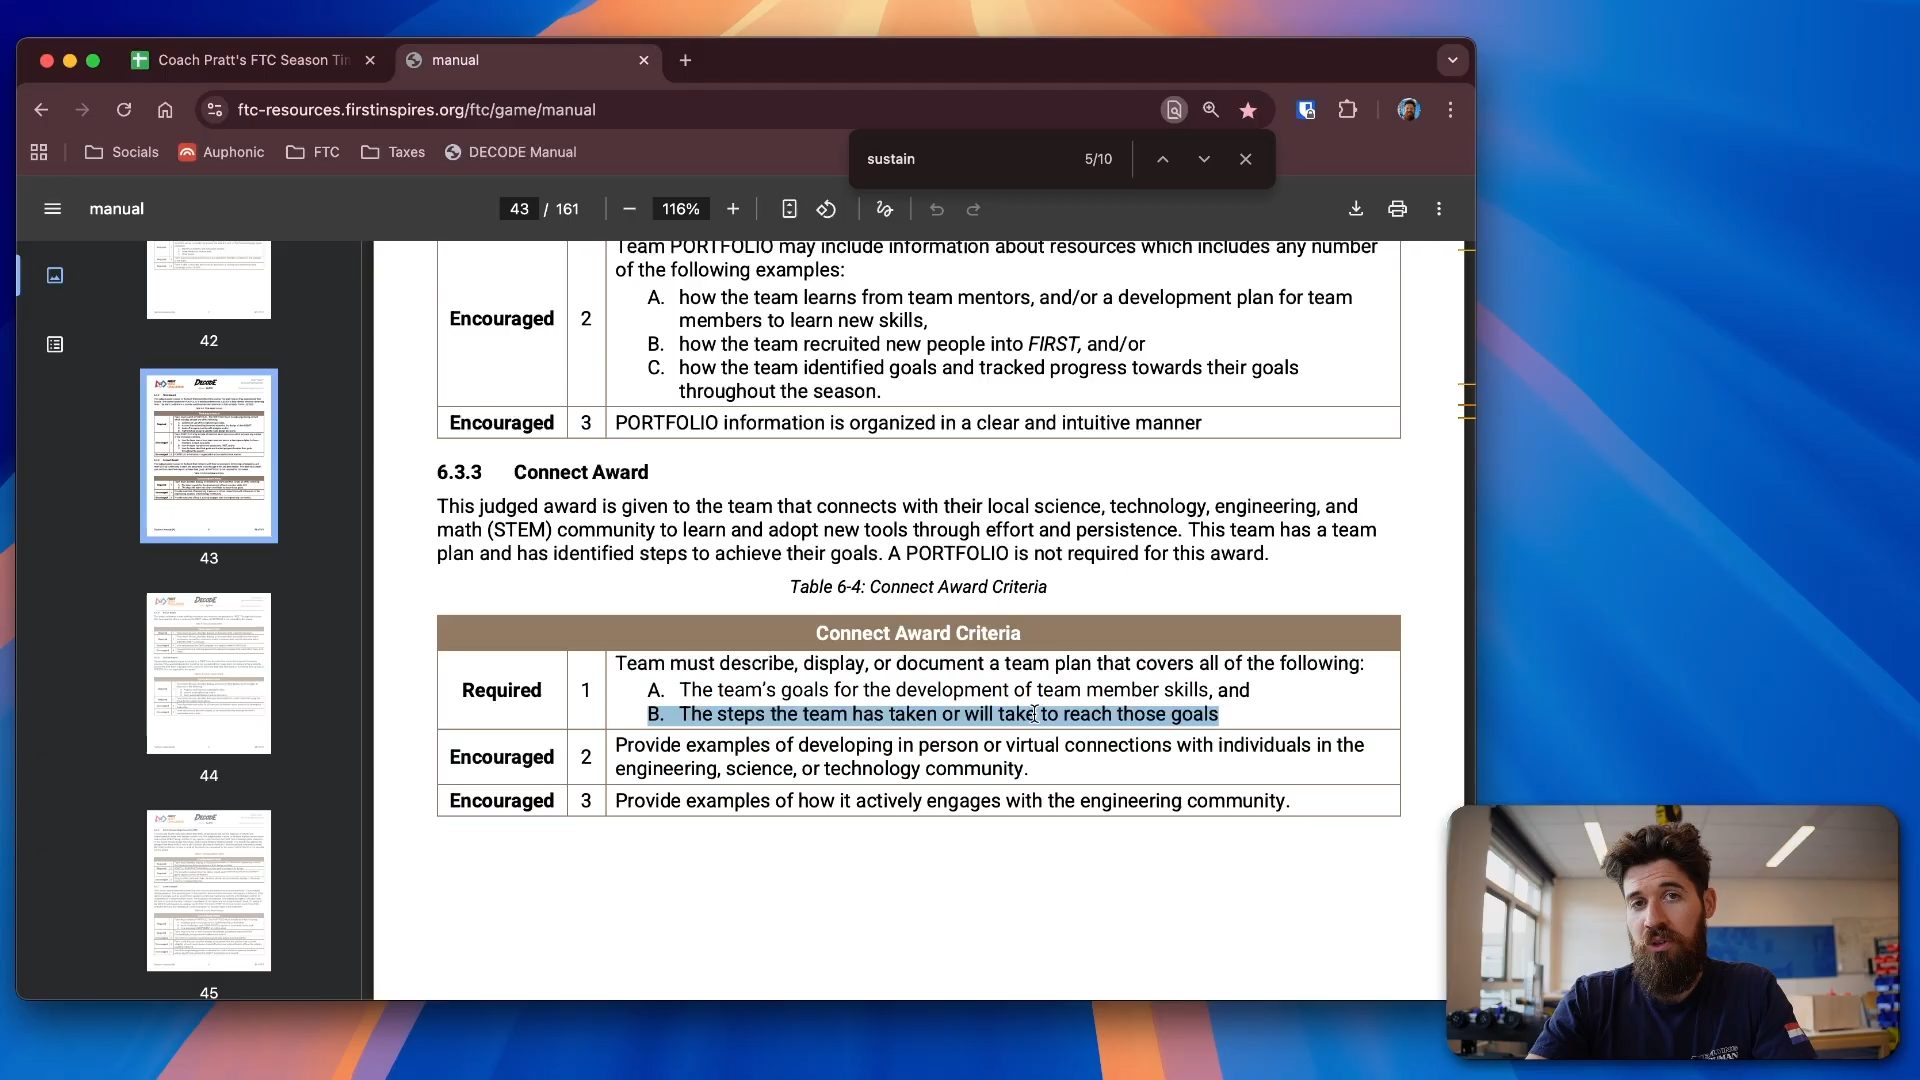 Coach Pratt's FTC Season Tin
manual
ftc-resources.firstinspires.org/ftc/game/manual
Socials
Auphonic
FTC
Taxes
DECODE Manual
sustain
5/10
manual
43 / 161
116%
42
43
44
45
Team PORTFOLIO may include information about resources which includes any number
of the following examples:
A. how the team learns from team mentors, and/or a development plan for team
members to learn new skills,
Encouraged 2
B. how the team recruited new people into FIRST, and/or
C. how the team identified goals and tracked progress towards their goals
throughout the season.
Encouraged 3 PORTFOLIO information is organized in a clear and intuitive manner
6.3.3 Connect Award
This judged award is given to the team that connects with their local science, technology, engineering, and
math (STEM) community to learn and adopt new tools through effort and persistence. This team has a team
plan and has identified steps to achieve their goals. A PORTFOLIO is not required for this award.
Table 6-4: Connect Award Criteria
Connect Award Criteria
Team must describe, display, or document a team plan that covers all of the following:
Required 1 A. The team's goals for the development of team member skills, and
B. The steps the team has taken or will take to reach those goals
Encouraged 2 Provide examples of developing in person or virtual connections with individuals in the
engineering, science, or technology community.
Encouraged 3 Provide examples of how it actively engages with the engineering community.